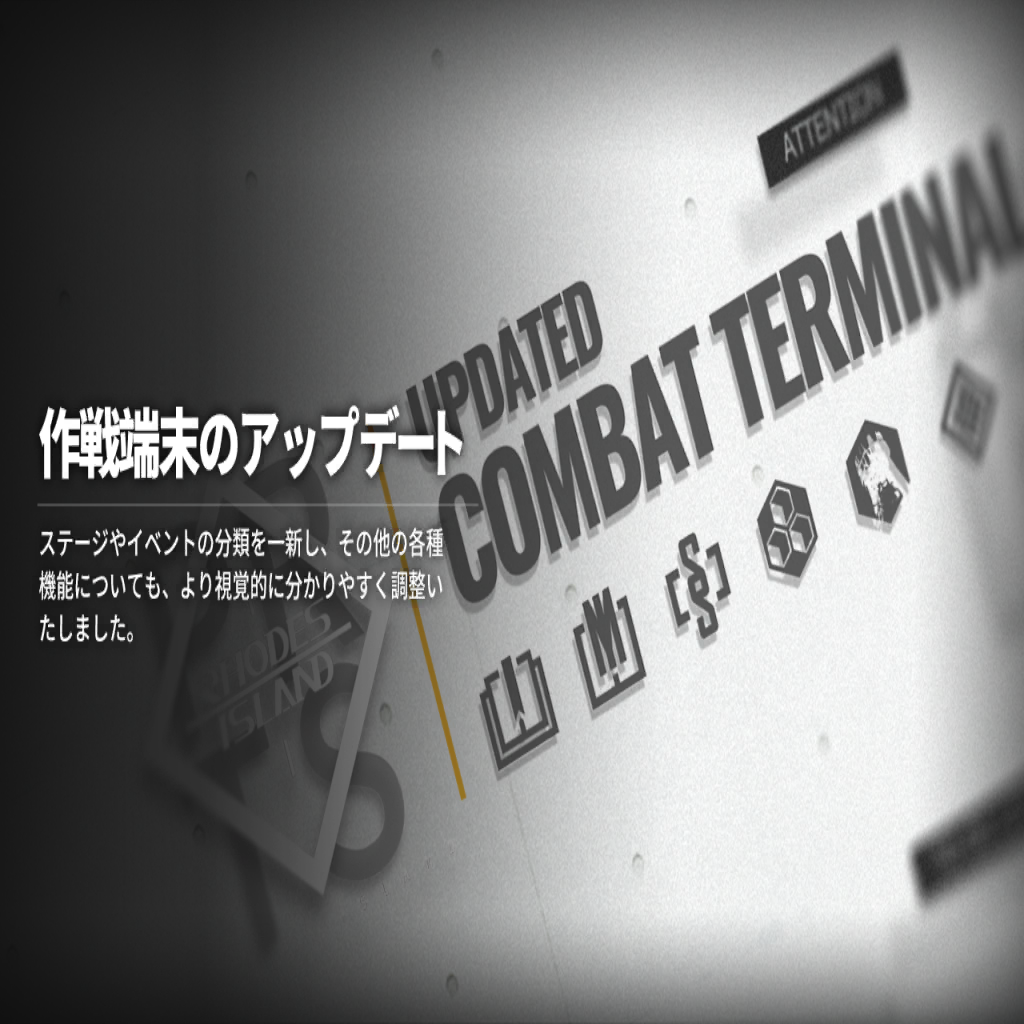 ATTENTION
UPDATED
COMBAT TERMINAL
作戦端末のアップデート
ステージやイベントの分類を一新し、その他の各種
機能についても、より視覚的に分かりやすく調整い
たしました。
RHODES
ISLAND